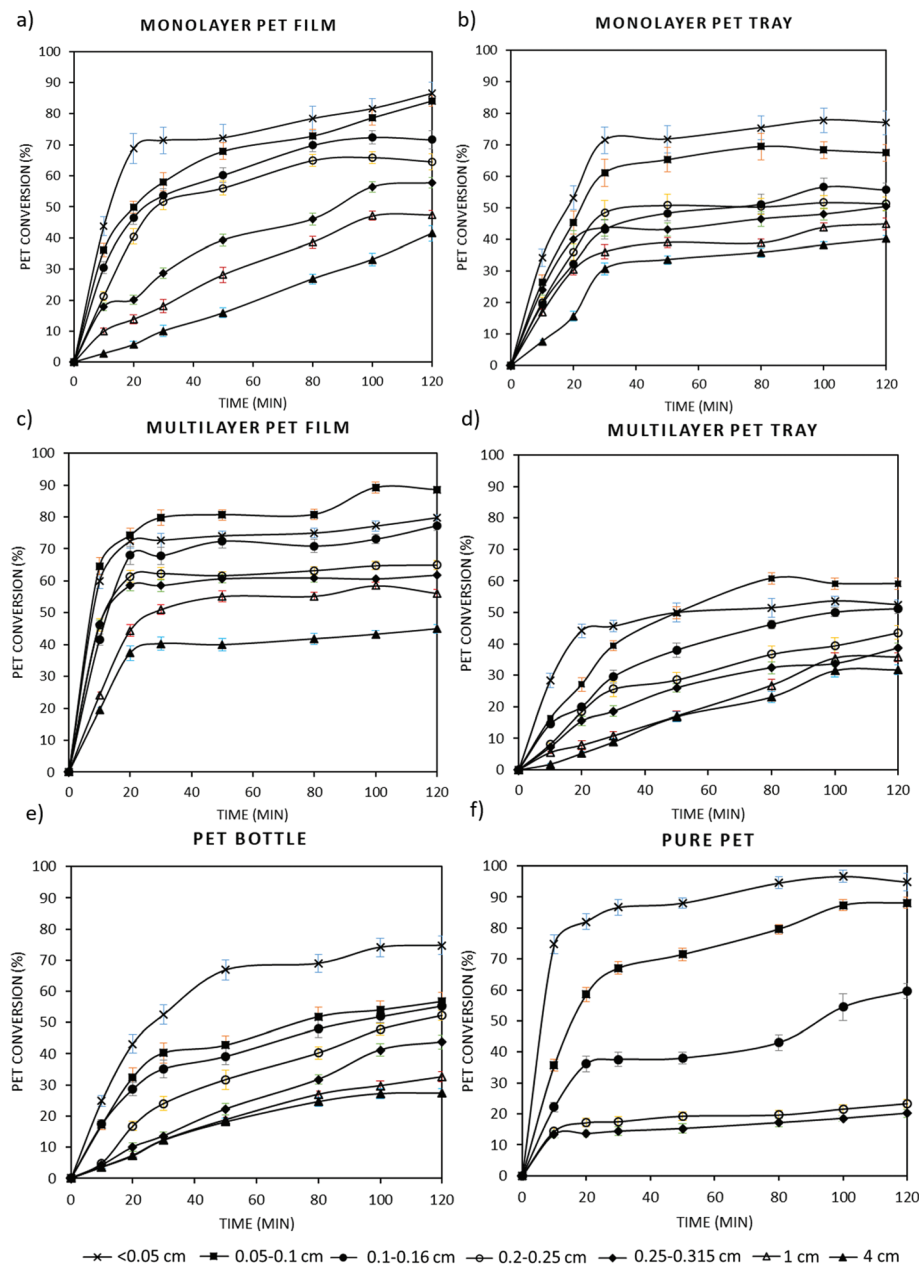 a)
MONOLAYER PET FILM
PET CONVERSION (%)
100
90
80
70
60
50
40
30
20
10
0
0 20 40 60 80 100 120
TIME (MIN)
b)
MONOLAYER PET TRAY
PET CONVERSION (%)
100
90
80
70
60
50
40
30
20
10
0
0 20 40 60 80 100 120
TIME (MIN)
c)
MULTILAYER PET FILM
PET CONVERSION (%)
100
90
80
70
60
50
40
30
20
10
0
0 20 40 60 80 100 120
TIME (MIN)
d)
MULTILAYER PET TRAY
PET CONVERSION (%)
100
90
80
70
60
50
40
30
20
10
0
0 20 40 60 80 100 120
TIME (MIN)
e)
PET BOTTLE
PET CONVERSION (%)
100
90
80
70
60
50
40
30
20
10
0
0 20 40 60 80 100 120
TIME (MIN)
f)
PURE PET
PET CONVERSION (%)
100
90
80
70
60
50
40
30
20
10
0
0 20 40 60 80 100 120
TIME (MIN)
<0.05 cm 0.05-0.1 cm 0.1-0.16 cm 0.2-0.25 cm 0.25-0.315 cm 1 cm 4 cm